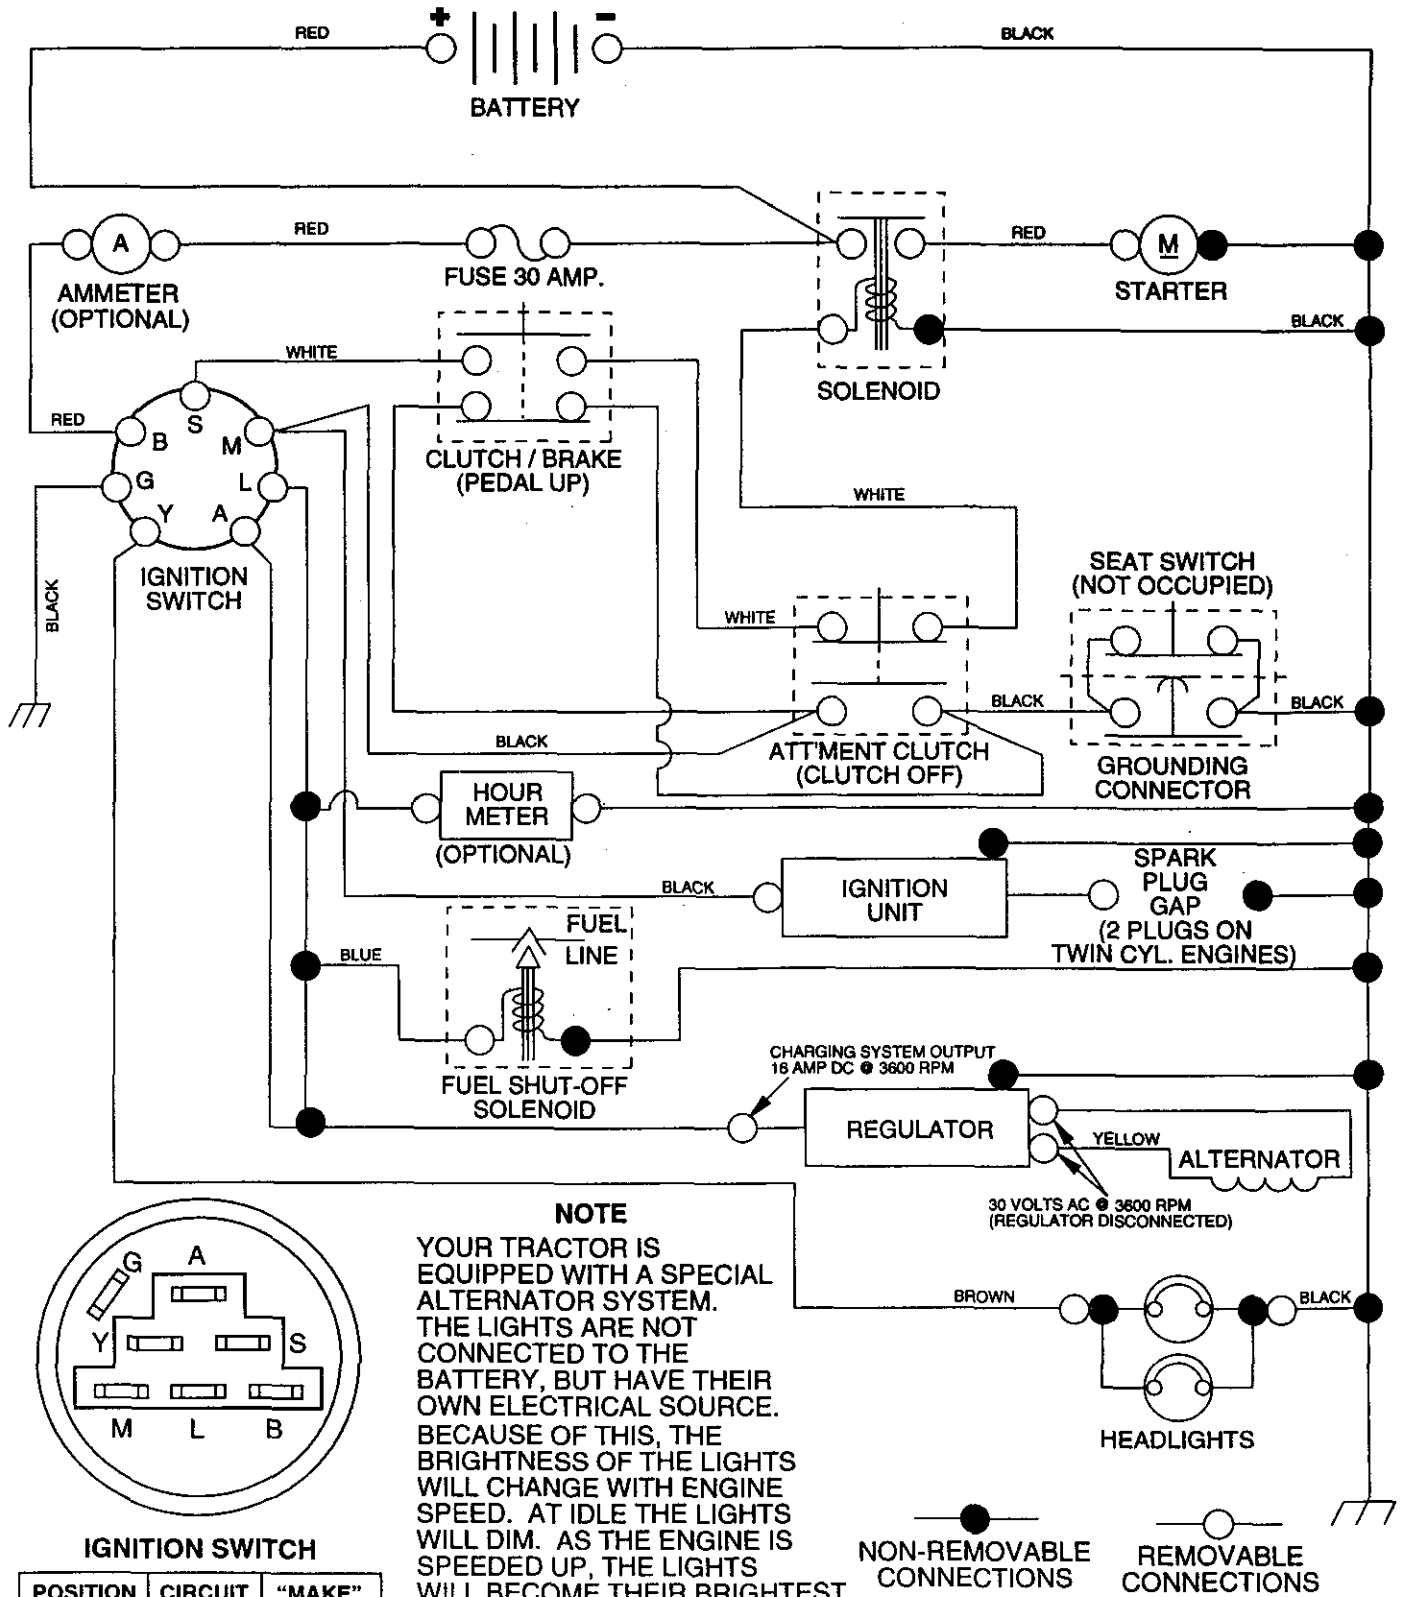 + -
RED
BLACK
BATTERY
A
RED
RED
M
FUSE 30 AMP.
AMMETER
(OPTIONAL)
STARTER
BLACK
WHITE
SOLENOID
RED
S
B
M
G
L
Y
A
CLUTCH / BRAKE
(PEDAL UP)
WHITE
IGNITION
SWITCH
BLACK
SEAT SWITCH
(NOT OCCUPIED)
WHITE
BLACK
BLACK
BLACK
ATT'MENT CLUTCH
(CLUTCH OFF)
GROUNDING
CONNECTOR
HOUR
METER
(OPTIONAL)
BLACK
IGNITION
UNIT
SPARK
PLUG
GAP
(2 PLUGS ON
TWIN CYL. ENGINES)
FUEL
LINE
BLUE
FUEL SHUT-OFF
SOLENOID
CHARGING SYSTEM OUTPUT
16 AMP DC @ 3600 RPM
REGULATOR
YELLOW
ALTERNATOR
30 VOLTS AC @ 3600 RPM
(REGULATOR DISCONNECTED)
BROWN
BLACK
HEADLIGHTS
G
A
Y
S
M L B
NOTE
YOUR TRACTOR IS
EQUIPPED WITH A SPECIAL
ALTERNATOR SYSTEM.
THE LIGHTS ARE NOT
CONNECTED TO THE
BATTERY, BUT HAVE THEIR
OWN ELECTRICAL SOURCE.
BECAUSE OF THIS, THE
BRIGHTNESS OF THE LIGHTS
WILL CHANGE WITH ENGINE
SPEED. AT IDLE THE LIGHTS
WILL DIM. AS THE ENGINE IS
SPEEDED UP, THE LIGHTS
WILL BECOME THEIR BRIGHTEST
NON-REMOVABLE
CONNECTIONS
REMOVABLE
CONNECTIONS
IGNITION SWITCH
POSITION CIRCUIT "MAKE"